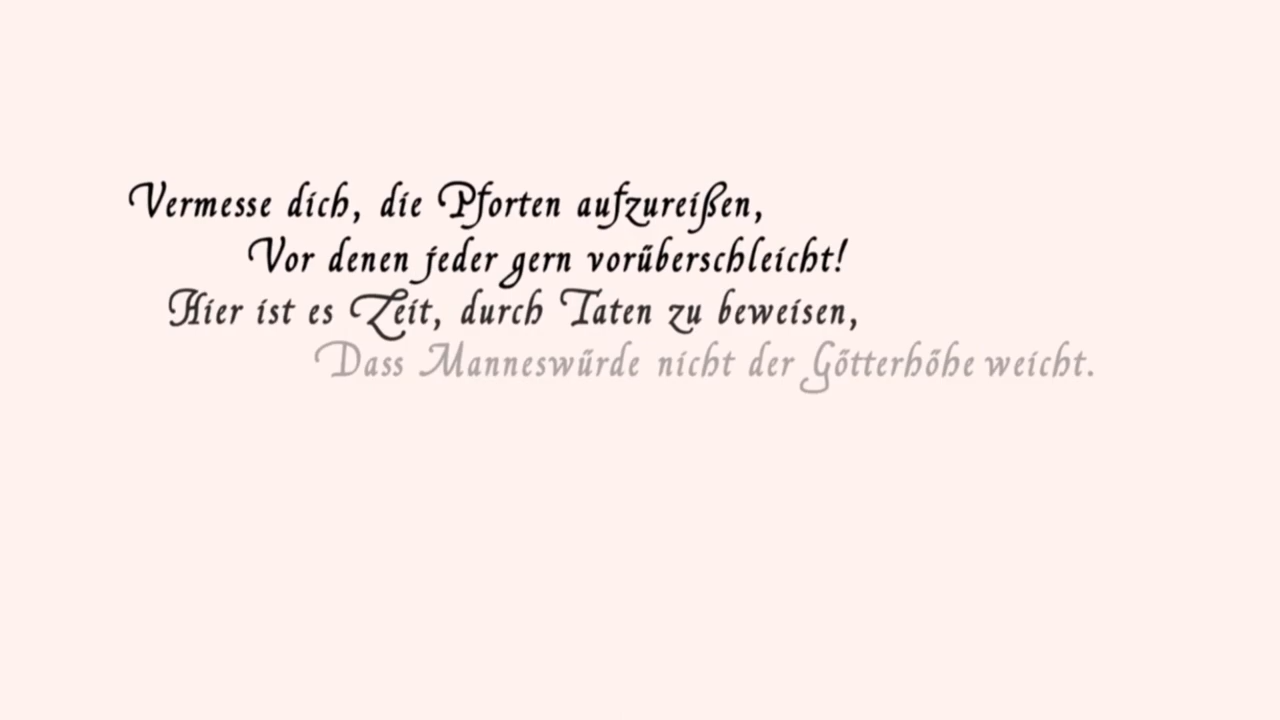 Vermesse dich, die Pforten aufzureißen,
Vor denen jeder gern vorüberschleicht!
Hier ist es Zeit, durch Taten zu beweisen,
Dass Manneswürde nicht der Götterhöhe weicht.